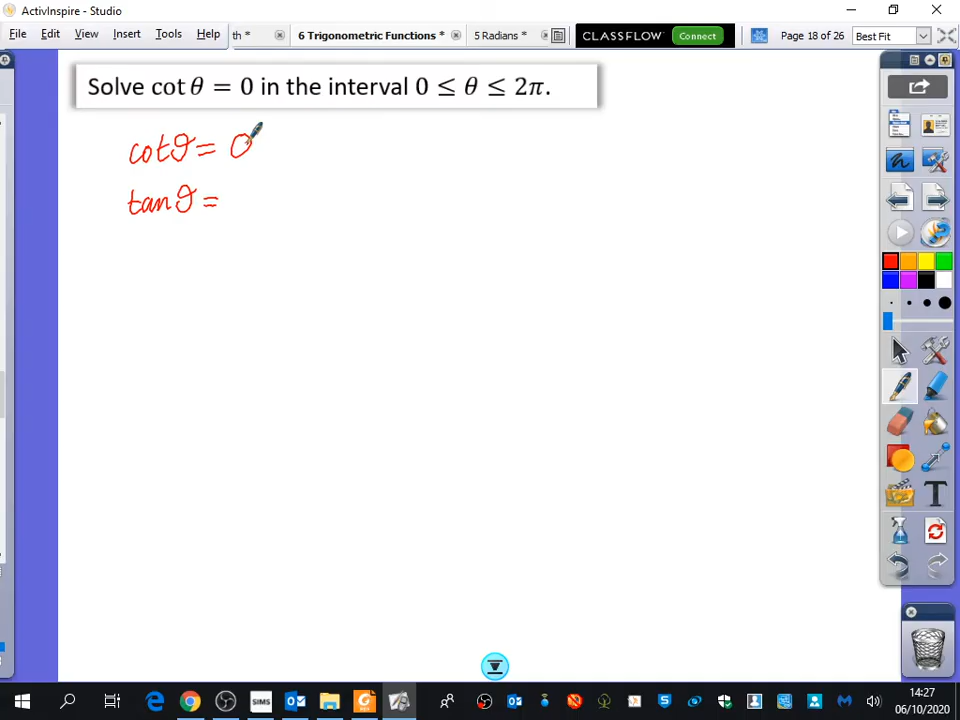 ActivInspire - Studio
File Edit View Insert Tools Help th * 6 Trigonometric Functions * 5 Radians * CLASSFLOW Connect Page 18 of 26 Best Fit
Solve cot θ = 0 in the interval 0 ≤ θ ≤ 2π.
cotθ = 0
tanθ =
T
SIMS
14:27
06/10/2020